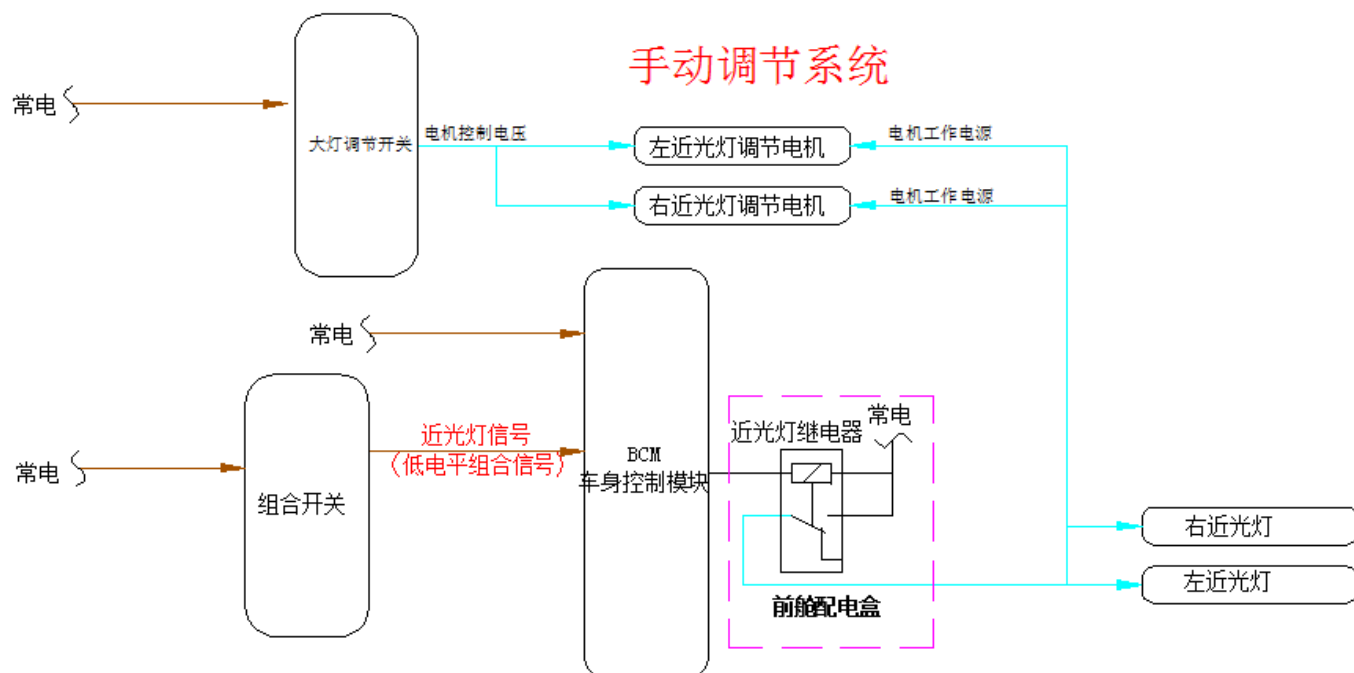 手动调节系统
常电
大灯调节开关
电机控制电压
左近光灯调节电机
电机工作电源
右近光灯调节电机
电机工作电源
常电
常电
近光灯继电器
近光灯信号
(低电平组合信号)
BCM
车身控制模块
常电
组合开关
右近光灯
左近光灯
前舱配电盒